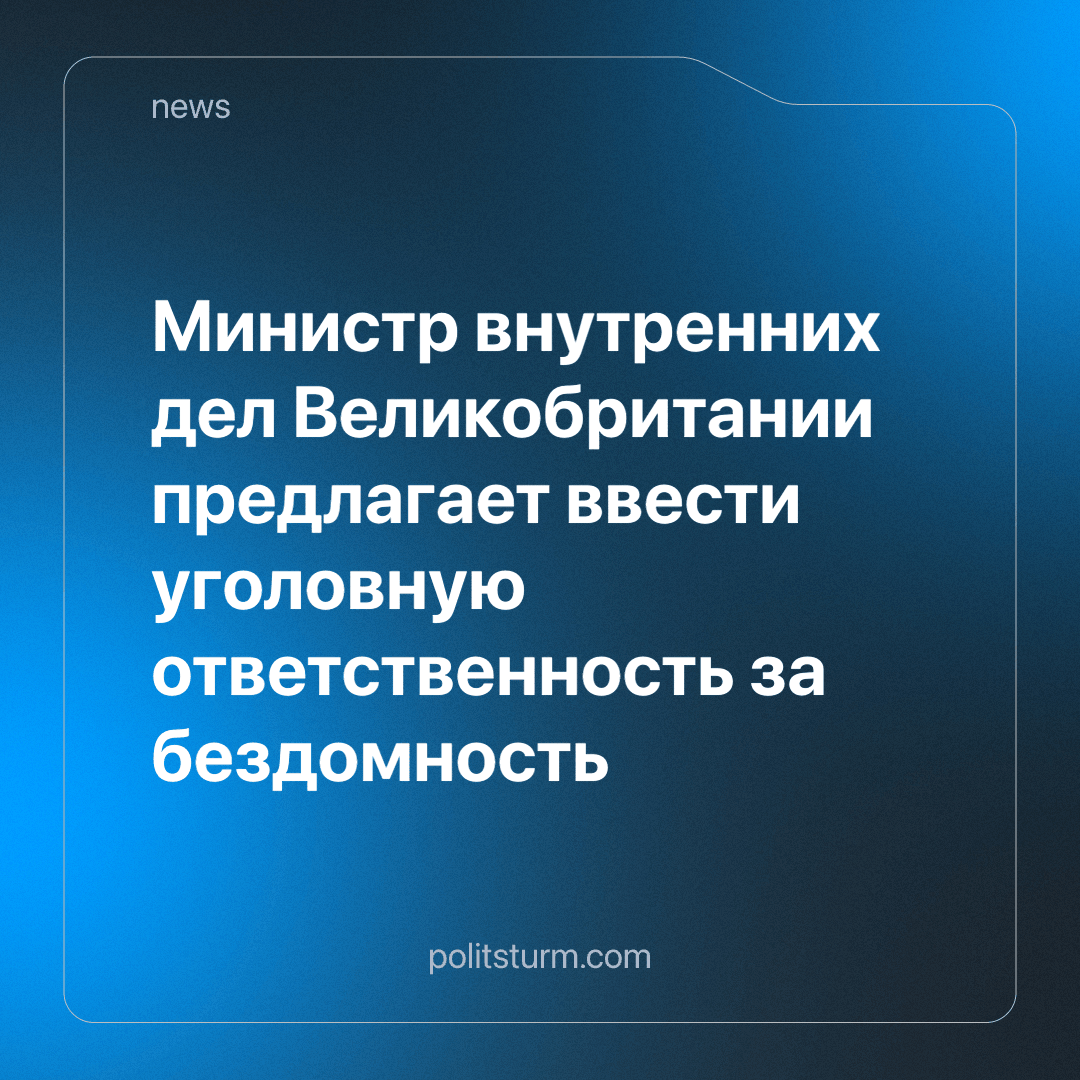 news
Министр внутренних
дел Великобритании
предлагает ввести
уголовную
ответственность за
бездомность
politsturm.com